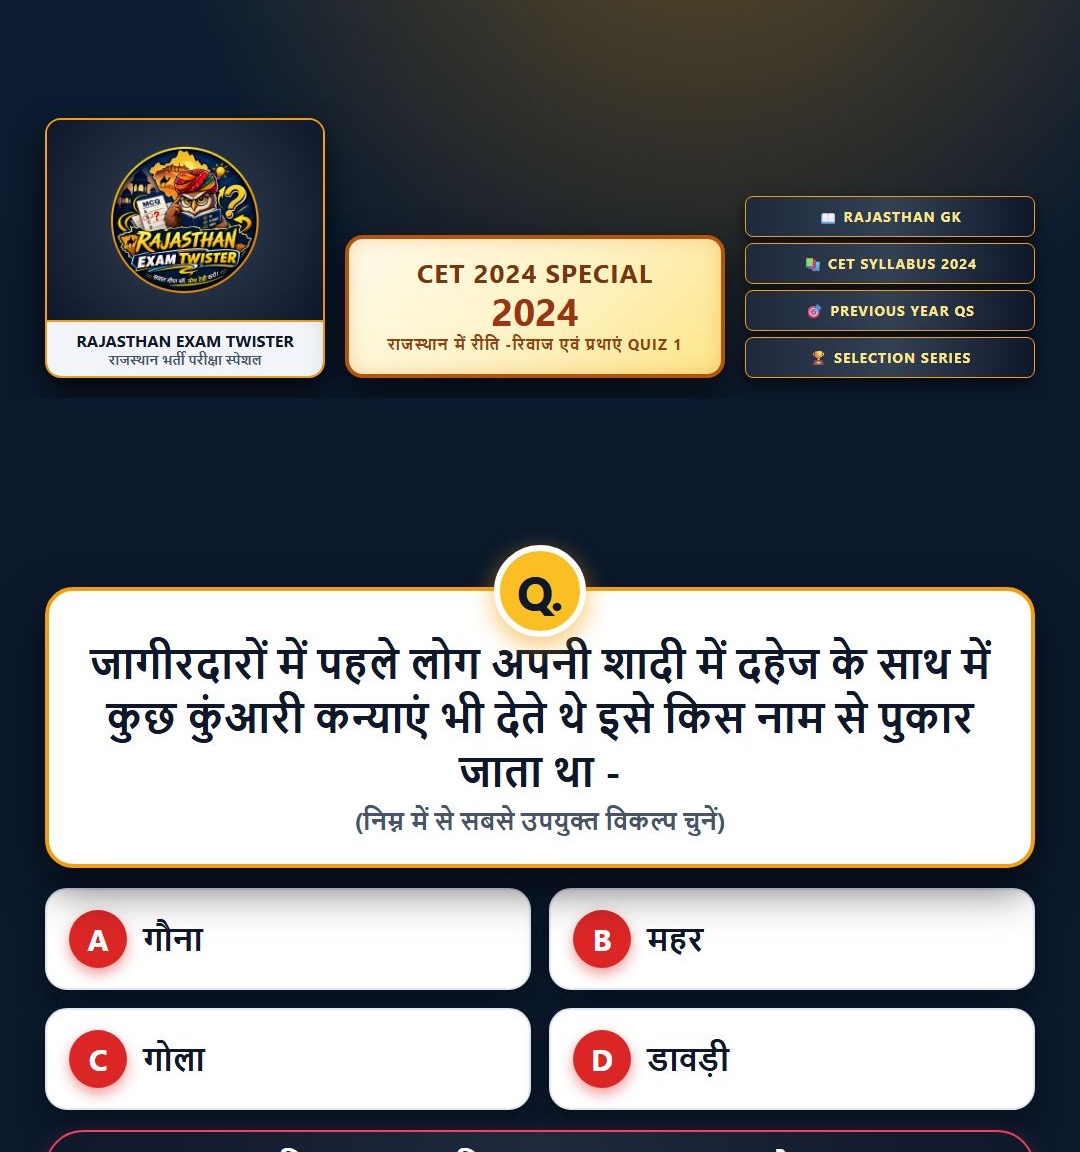 MCQ
?
RAJASTHAN
EXAM TWISTER
RAJASTHAN EXAM TWISTER
राजस्थान भर्ती परीक्षा स्पेशल
CET 2024 SPECIAL
2024
राजस्थान में रीति -रिवाज एवं प्रथाएं QUIZ 1
RAJASTHAN GK
CET SYLLABUS 2024
PREVIOUS YEAR QS
SELECTION SERIES
Q.
जागीरदारों में पहले लोग अपनी शादी में दहेज के साथ में
कुछ कुंआरी कन्याएं भी देते थे इसे किस नाम से पुकार
जाता था -
(निम्न में से सबसे उपयुक्त विकल्प चुनें)
A गौना
B महर
C गोला
D डावड़ी